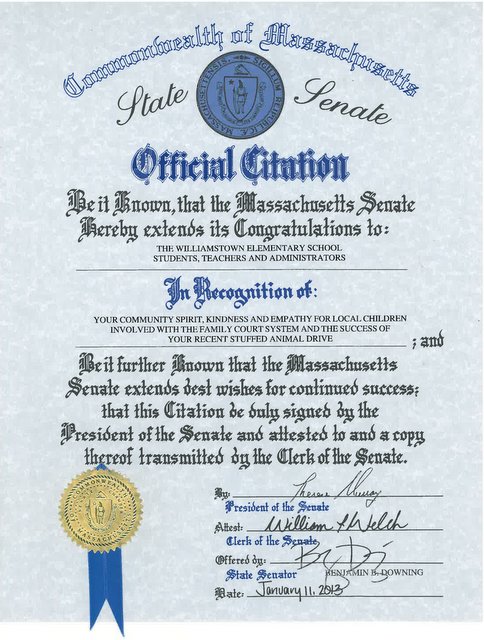 Commonwealth of Massachusetts
State Senate
Official Citation
Be it Known, that the Massachusetts Senate
Hereby extends its Congratulations to:
THE WILLIAMSTOWN ELEMENTARY SCHOOL
STUDENTS, TEACHERS AND ADMINISTRATORS
In Recognition of:
YOUR COMMUNITY SPIRIT, KINDNESS AND EMPATHY FOR LOCAL CHILDREN
INVOLVED WITH THE FAMILY COURT SYSTEM AND THE SUCCESS OF
YOUR RECENT STUFFED ANIMAL DRIVE ; and
Be it further Known that the Massachusetts
Senate extends best wishes for continued success;
that this Citation be duly signed by the
President of the Senate and attested to and a copy
thereof transmitted by the Clerk of the Senate.
By: Therese Murray
President of the Senate
Attest: William F Welch
Clerk of the Senate
Offered by:
State Senator BENJAMIN B. DOWNING
Date: January 11, 2013